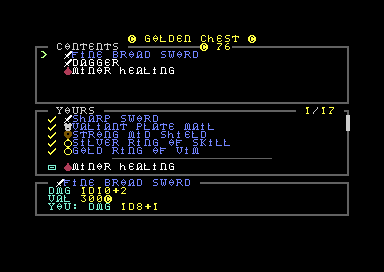 GOLDEN CHEST
CONTENTS 76
> FINE BROAD SWORD
DAGGER
MINOR HEALING
YOURS 1/17
SHARP SWORD
VALIANT PLATE MAIL
STRONG MID SHIELD
SILVER RING OF SKILL
GOLD RING OF VIM
MINOR HEALING
FINE BROAD SWORD
DMG 1D10+2
VAL 300
YOU: DMG 1D8+1